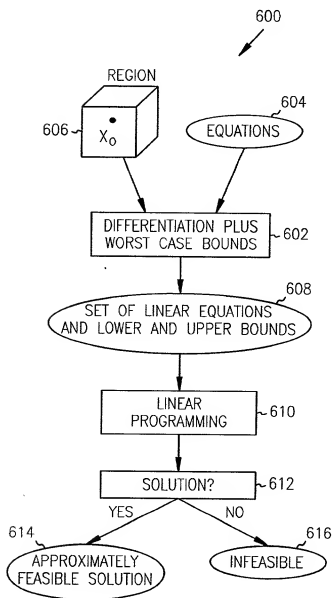 600
REGION
604
606
X0
EQUATIONS
DIFFERENTIATION PLUS
WORST CASE BOUNDS
602
608
SET OF LINEAR EQUATIONS
AND LOWER AND UPPER BOUNDS
LINEAR
PROGRAMMING
610
SOLUTION?
612
YES
NO
614
616
APPROXIMATELY
FEASIBLE SOLUTION
INFEASIBLE